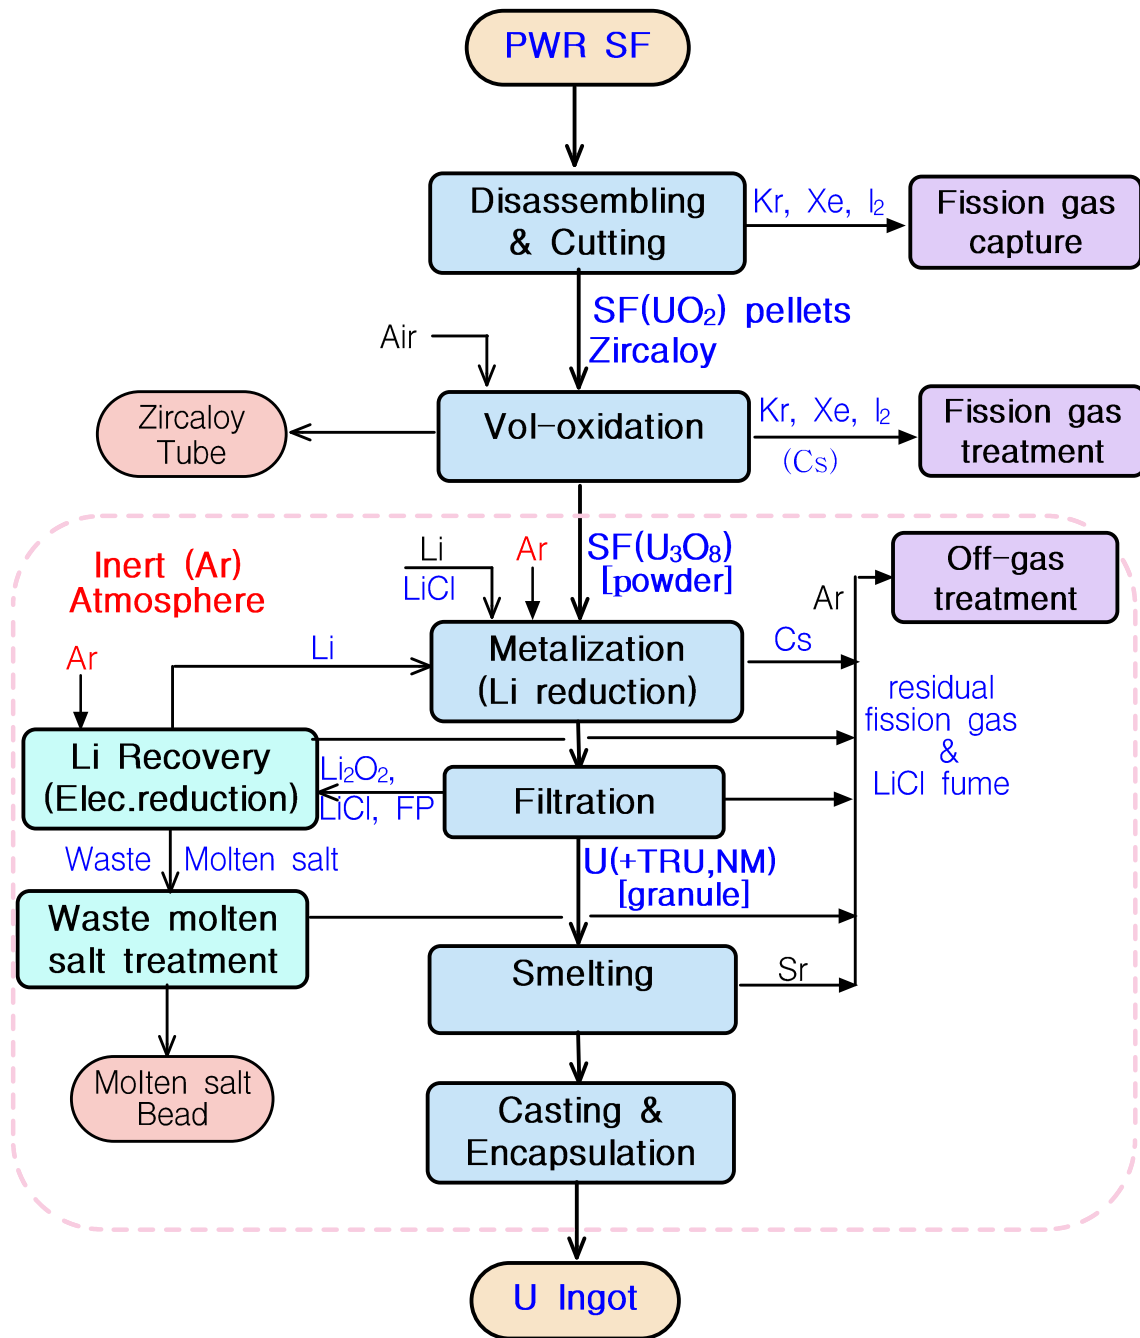 PWR SF
Disassembling
& Cutting
Kr, Xe, I₂
Fission gas
capture
SF(UO₂) pellets
Zircaloy
Air
Zircaloy
Tube
Vol-oxidation
Kr, Xe, I₂
(Cs)
Fission gas
treatment
Inert (Ar)
Atmosphere
Li
LiCl
Ar
SF(U₃O₈)
[powder]
Ar
Off-gas
treatment
Ar
Li
Metalization
(Li reduction)
Cs
residual
fission gas
&
LiCl fume
Li Recovery
(Elec.reduction)
Li₂O₂,
LiCl, FP
Filtration
Waste Molten salt
U(+TRU,NM)
[granule]
Waste molten
salt treatment
Smelting
Sr
Molten salt
Bead
Casting &
Encapsulation
U Ingot